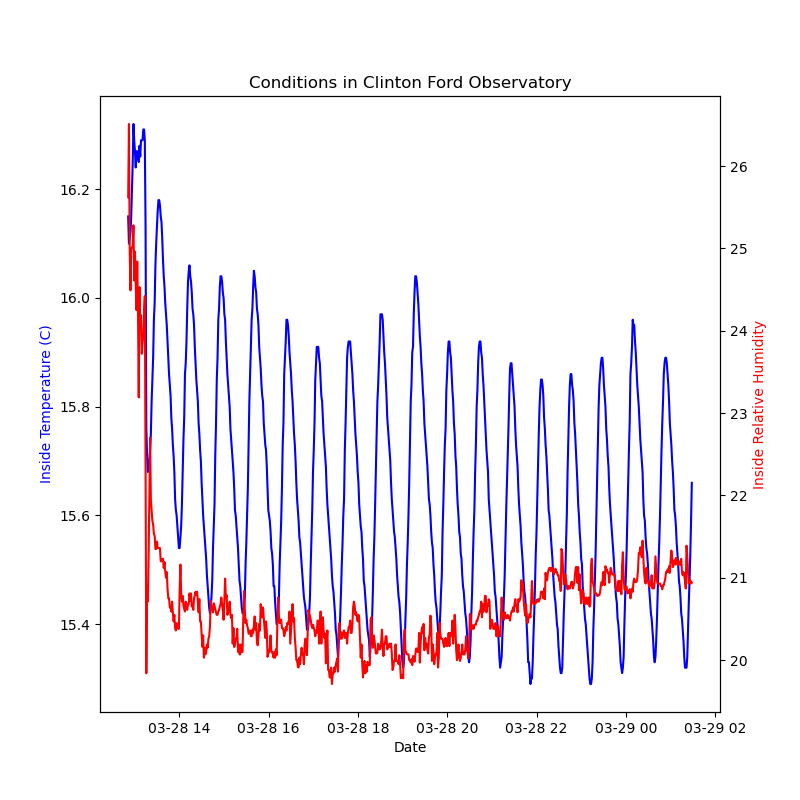 Conditions in Clinton Ford Observatory
Inside Temperature (C)
16.2
16.0
15.8
15.6
15.4
26
25
24
23
22
21
20
Inside Relative Humidity
03-28 14 03-28 16 03-28 18 03-28 20 03-28 22 03-29 00 03-29 02
Date